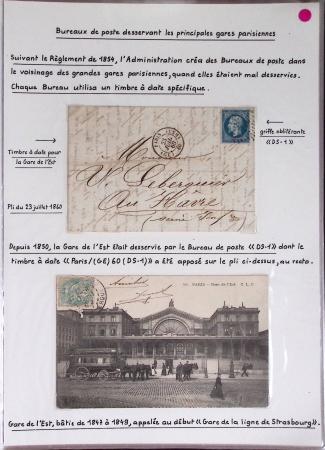 Bureaux de poste desservant les principales gares parisiennes
Suivant le Règlement de 1854, l'Administration créa des Bureaux de poste dans
le voisinage des grandes gares parisiennes, quand elles étaient mal desservies.
Chaque Bureau utilisa un timbre à date spécifique.
griffe oblitérante
«DS-1»
Timbre à date pour
la Gare de l'Est
Monsieur
V. Leberquier
Au Hâvre
Pli du 23 juillet 1860
Depuis 1850, la Gare de l'Est était desservie par le Bureau de poste «D9-1» dont le
timbre à date «Paris/(GE) 60 (DS-1)» a été apposé sur le pli ci-dessus, au recto.
PARIS - Gare de l'Est
Gare de l'Est, bâtie de 1847 à 1849, appelée au début «Gare de la ligne de Strasbourg».